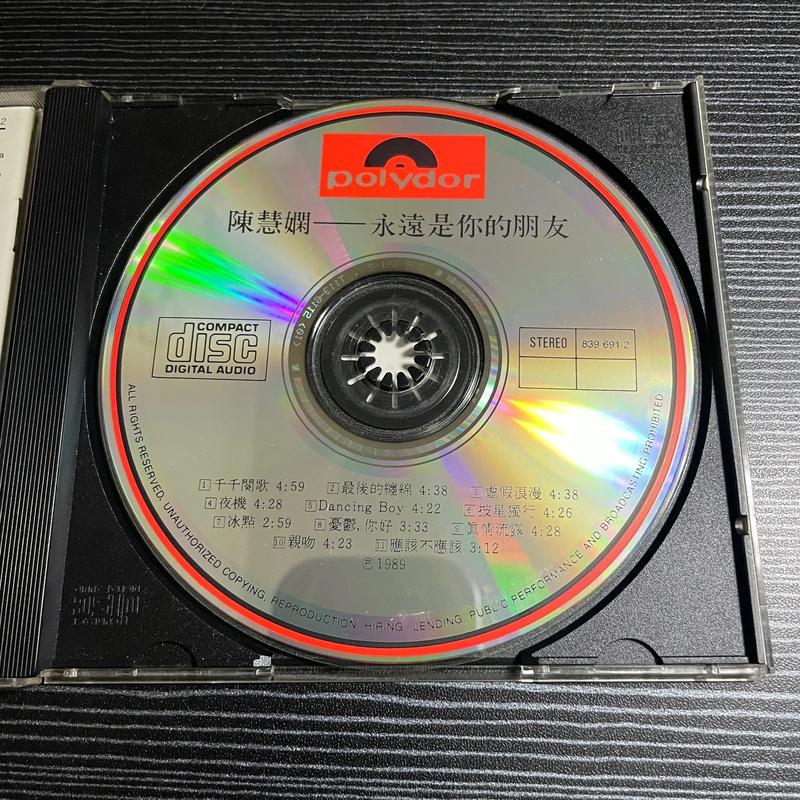 polydor
陳慧嫻──永遠是你的朋友
COMPACT
disc
DIGITAL AUDIO
STEREO 839 691-2
1 千千闋歌 4:59 2 最後的纏綿 4:38 3 虛假浪漫 4:38
4 夜機 4:28 5 Dancing Boy 4:22 6 披星獨行 4:26
7 冰點 2:59 8 憂鬱,你好 3:33 9 真情流露 4:28
10 親吻 4:23 11 應該不應該 3:12
Ⓟ 1989
ALL RIGHTS RESERVED. UNAUTHORIZED COPYING, REPRODUCTION, HIRING, LENDING, PUBLIC PERFORMANCE AND BROADCASTING PROHIBITED